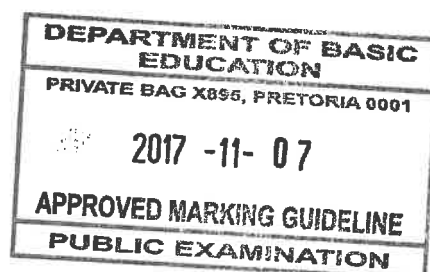 DEPARTMENT OF BASIC
EDUCATION
PRIVATE BAG X895, PRETORIA 0001
2017 -11- 07
APPROVED MARKING GUIDELINE
PUBLIC EXAMINATION